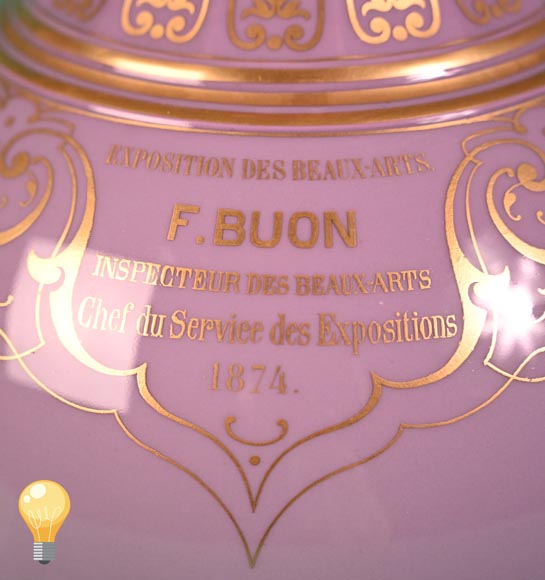 EXPOSITION DES BEAUX-ARTS.
F. BUON
INSPECTEUR DES BEAUX-ARTS
Chef du Service des Expositions
1874.